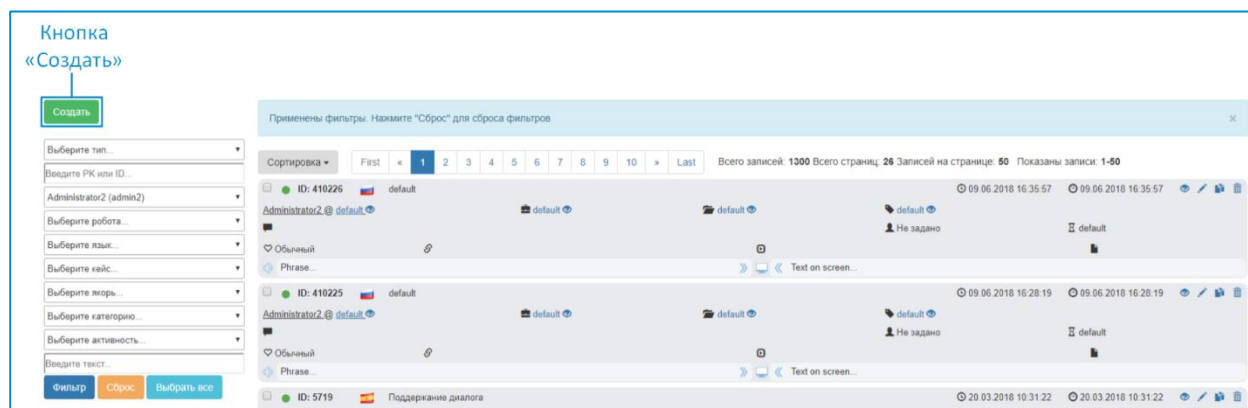 Кнопка
«Создать»
Создать
Применены фильтры. Нажмите "Сброс" для сброса фильтров ×
Выберите тип...
Введите PK или ID...
Administrator2 (admin2)
Выберите робота...
Выберите язык...
Выберите кейс...
Выберите якорь...
Выберите категорию...
Выберите активность...
Введите текст...
Фильтр Сброс Выбрать все
Сортировка First « 1 2 3 4 5 6 7 8 9 10 » Last Всего записей: 1300 Всего страниц: 26 Записей на странице: 50 Показаны записи: 1-50
ID: 410226 default 09.06.2018 16:35:57 09.06.2018 16:35:57
Administrator2 @ default default default default
Не задано default
Обычный
Phrase... Text on screen...
ID: 410225 default 09.06.2018 16:28:19 09.06.2018 16:28:19
Administrator2 @ default default default default
Не задано default
Обычный
Phrase... Text on screen...
ID: 5719 Поддержание диалога 20.03.2018 10:31:22 20.03.2018 10:31:22